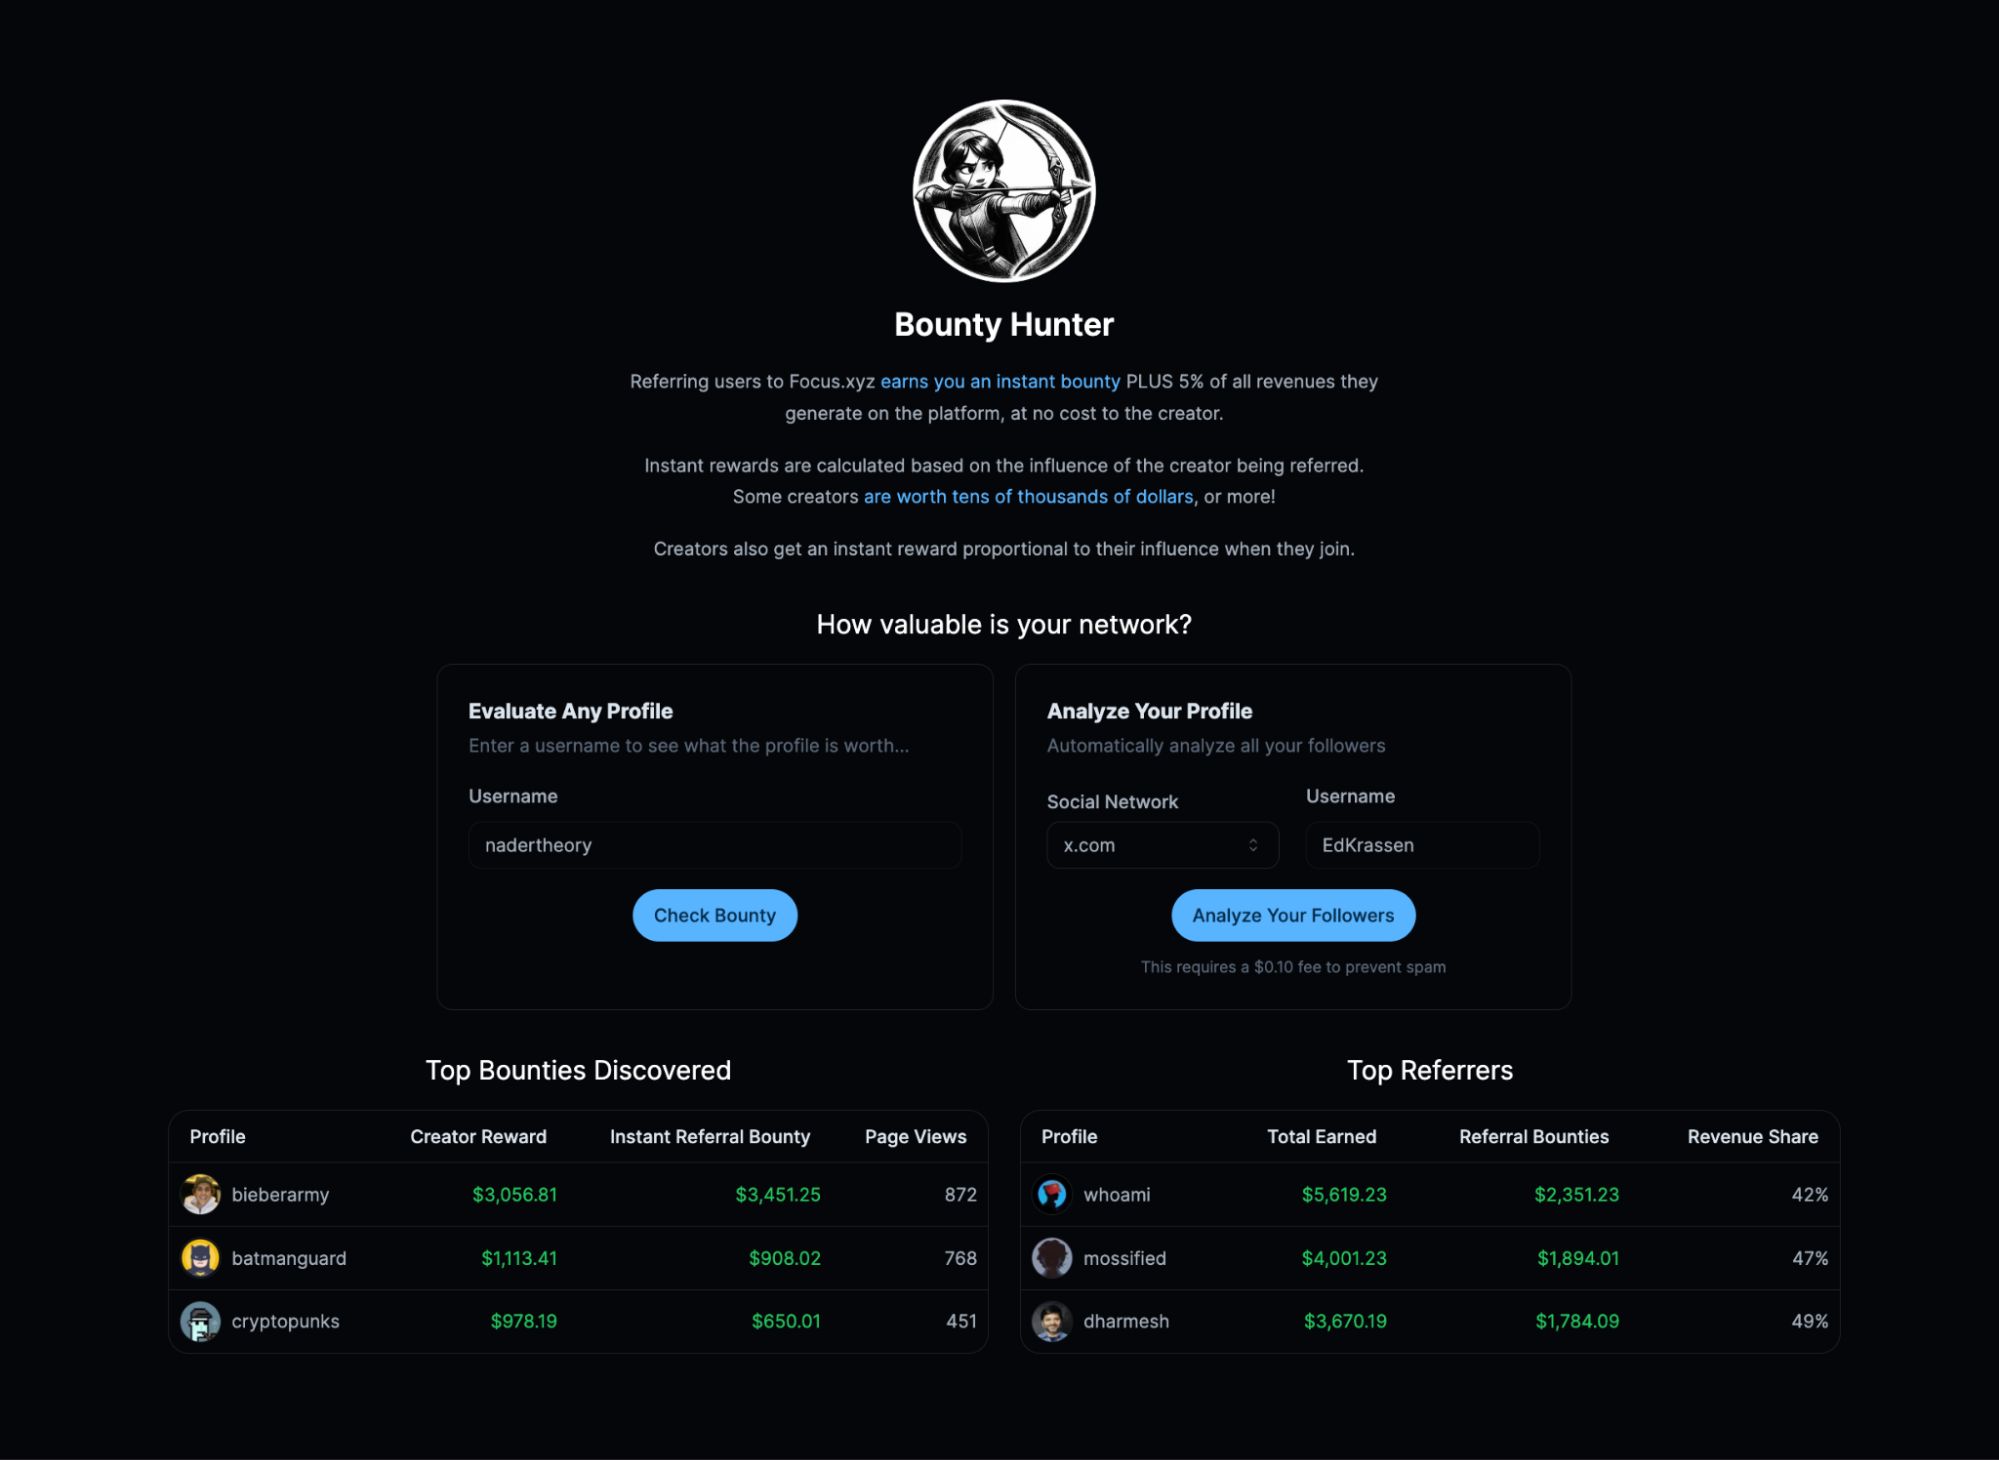 Bounty Hunter
Referring users to Focus.xyz earns you an instant bounty PLUS 5% of all revenues they
generate on the platform, at no cost to the creator.
Instant rewards are calculated based on the influence of the creator being referred.
Some creators are worth tens of thousands of dollars, or more!
Creators also get an instant reward proportional to their influence when they join.
How valuable is your network?
Evaluate Any Profile
Enter a username to see what the profile is worth...
Username
nadertheory
Check Bounty
Analyze Your Profile
Automatically analyze all your followers
Social Network Username
x.com EdKrassen
Analyze Your Followers
This requires a $0.10 fee to prevent spam
Top Bounties Discovered
Profile Creator Reward Instant Referral Bounty Page Views
bieberarmy $3,056.81 $3,451.25 872
batmanguard $1,113.41 $908.02 768
cryptopunks $978.19 $650.01 451
Top Referrers
Profile Total Earned Referral Bounties Revenue Share
whoami $5,619.23 $2,351.23 42%
mossified $4,001.23 $1,894.01 47%
dharmesh $3,670.19 $1,784.09 49%